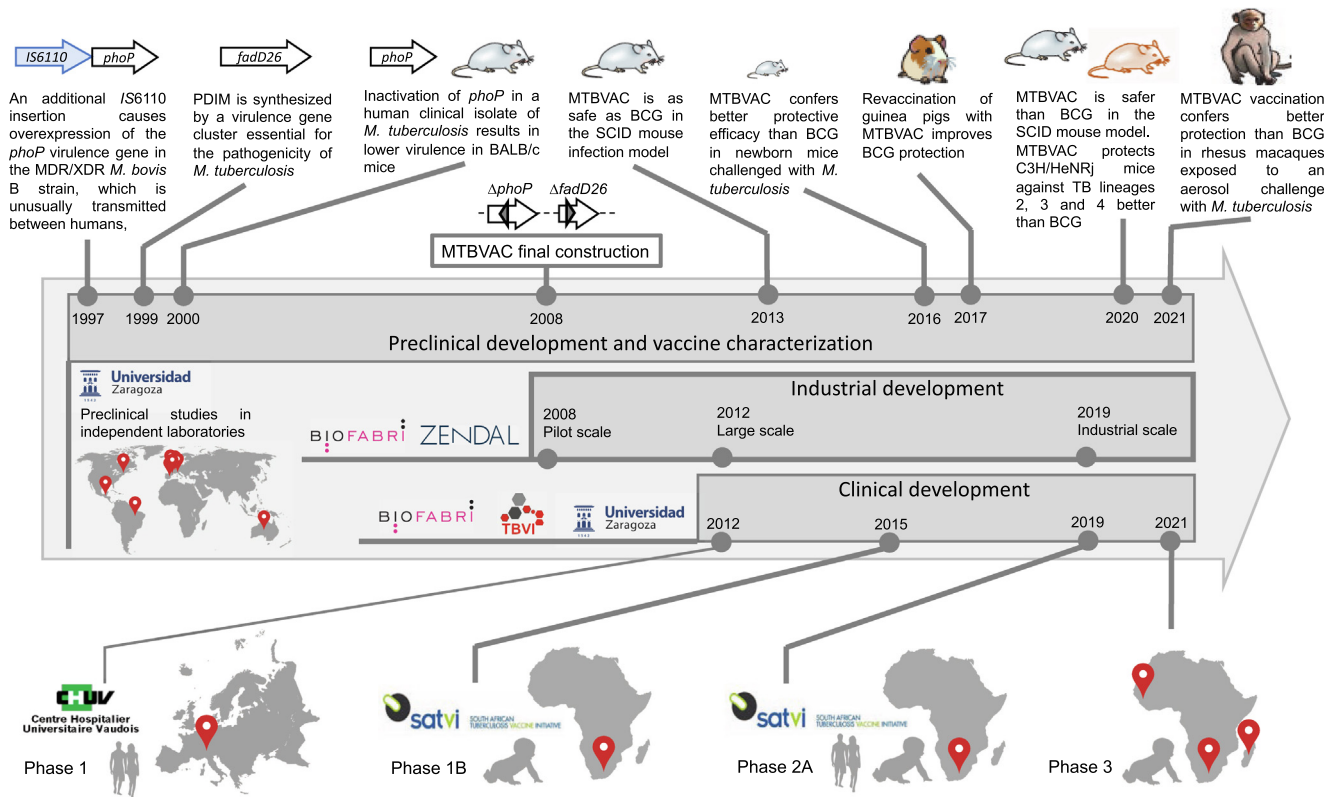 IS6110
phoP
An additional IS6110
insertion causes
overexpression of the
phoP virulence gene in
the MDR/XDR M. bovis
B strain, which is
unusually transmitted
between humans,
fadD26
PDIM is synthesized
by a virulence gene
cluster essential for
the pathogenicity of
M. tuberculosis
phoP
Inactivation of phoP in a
human clinical isolate of
M. tuberculosis results in
lower virulence in BALB/c
mice
MTBVAC is as
safe as BCG in
the SCID mouse
infection model
MTBVAC confers
better protective
efficacy than BCG
in newborn mice
challenged with M.
tuberculosis
Revaccination of
guinea pigs with
MTBVAC improves
BCG protection
MTBVAC is safer
than BCG in the
SCID mouse model.
MTBVAC protects
C3H/HeNRj mice
against TB lineages
2, 3 and 4 better
than BCG
MTBVAC vaccination
confers better
protection than BCG
in rhesus macaques
exposed to an
aerosol challenge
with M. tuberculosis
ΔphoP ΔfadD26
MTBVAC final construction
1997 1999 2000 2008 2013 2016 2017 2020 2021
Preclinical development and vaccine characterization
Universidad
Zaragoza
1542
Preclinical studies in
independent laboratories
BIOFABRI ZENDAL
Industrial development
2008
Pilot scale
2012
Large scale
2019
Industrial scale
BIOFABRI
TBVI
Universidad
Zaragoza
1542
Clinical development
2012 2015 2019 2021
CHUV
Centre Hospitalier
Universitaire Vaudois
Phase 1
satvi
SOUTH AFRICAN
TUBERCULOSIS VACCINE INITIATIVE
Phase 1B
satvi
SOUTH AFRICAN
TUBERCULOSIS VACCINE INITIATIVE
Phase 2A
Phase 3